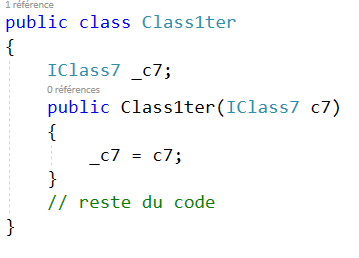 1 référence
public class Class1ter
{
IClass7 _c7;
0 références
public Class1ter(IClass7 c7)
{
_c7 = c7;
}
// reste du code
}